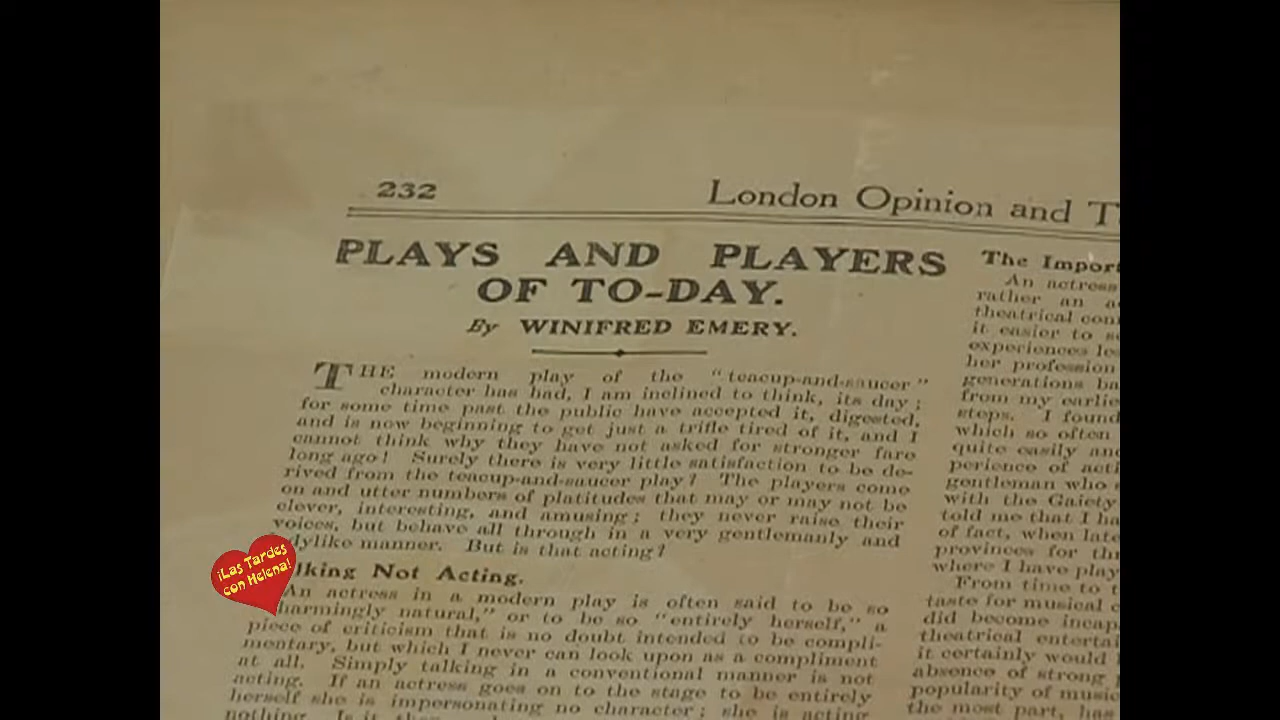 232
London Opinion and T
PLAYS AND PLAYERS
OF TO-DAY.
By WINIFRED EMERY.
THE modern play of the "teacup-and-saucer"
character has had, I am inclined to think, its day;
for some time past the public have accepted it, digested,
and is now beginning to get just a trifle tired of it, and I
cannot think why they have not asked for stronger fare
long ago! Surely there is very little satisfaction to be de-
rived from the teacup-and-saucer play? The players come
on and utter numbers of platitudes that may or may not be
clever, interesting, and amusing; they never raise their
voices, but behave all through in a very gentlemanly and
dylike manner. But is that acting?
lking Not Acting.
An actress in a modern play is often said to be so
harmingly natural," or to be so "entirely herself," a
piece of criticism that is no doubt intended to be compli-
mentary, but which I never can look upon as a compliment
at all. Simply talking in a conventional manner is not
acting. If an actress goes on to the stage to be entirely
herself she is impersonating no character; she is acting
nothing. Is it
The Import
An actress
rather an a
theatrical con
it easier to s
experiences le
her profession
generations ba
from my earlie
steps. I found
which so often
quite easily and
perience of acti
gentleman who s
with the Gaiety
told me that I ha
of fact, when late
provinces for thr
where I have play
From time to t
taste for musical c
did become incap
theatrical entertai
it certainly would
absence of strong
popularity of music
the most part, has
¡Las Tardes
con Helena!